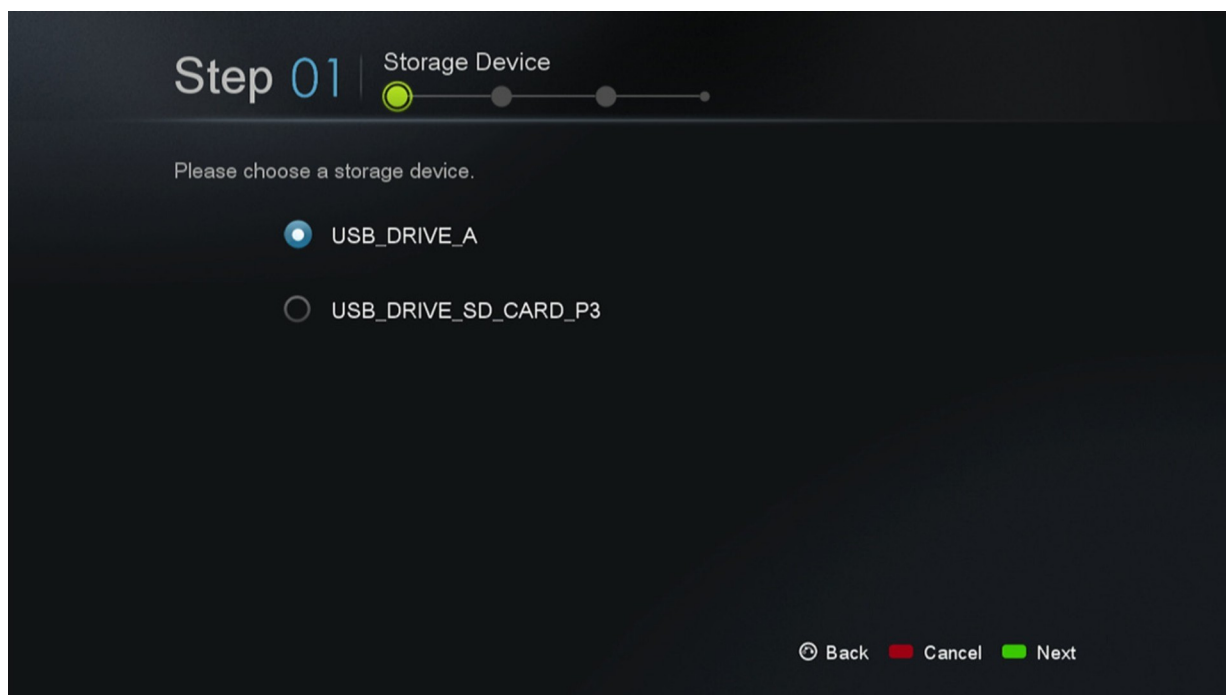 Step 01
Storage Device
Please choose a storage device.
USB_DRIVE_A
USB_DRIVE_SD_CARD_P3
Back Cancel Next